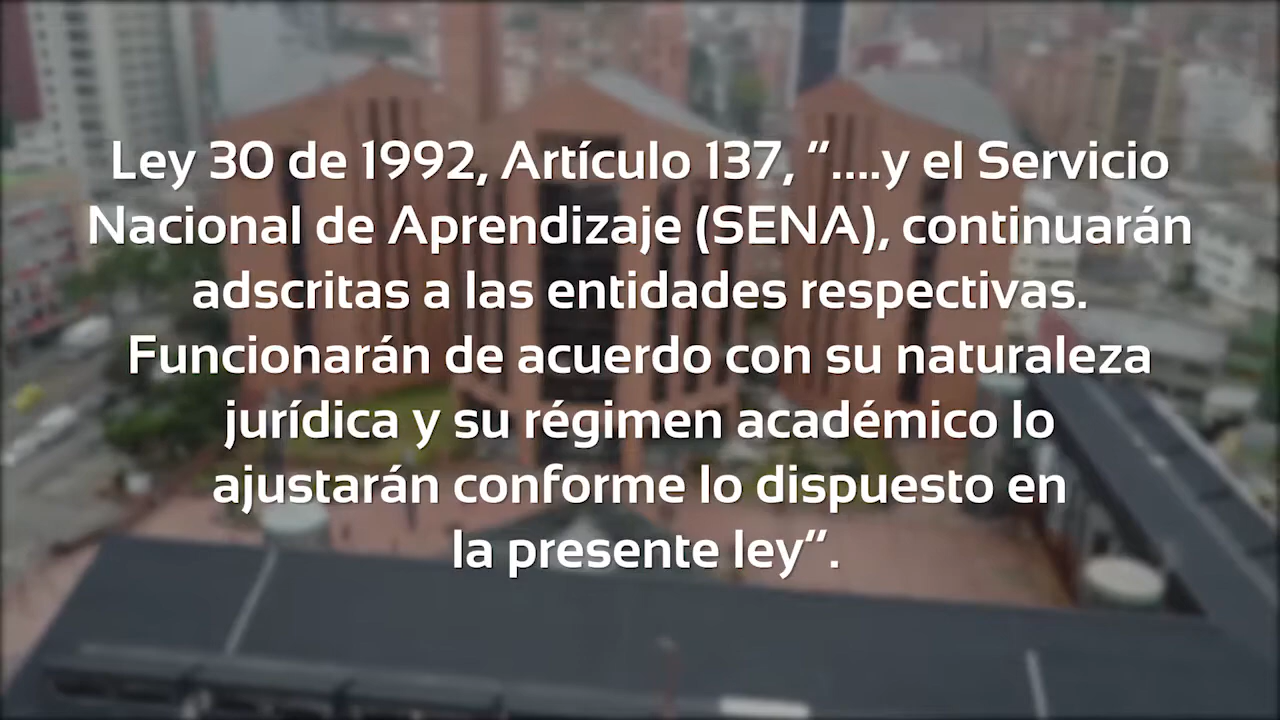 Ley 30 de 1992, Artículo 137, “....y el Servicio
Nacional de Aprendizaje (SENA), continuarán
adscritas a las entidades respectivas.
Funcionarán de acuerdo con su naturaleza
jurídica y su régimen académico lo
ajustarán conforme lo dispuesto en
la presente ley”.